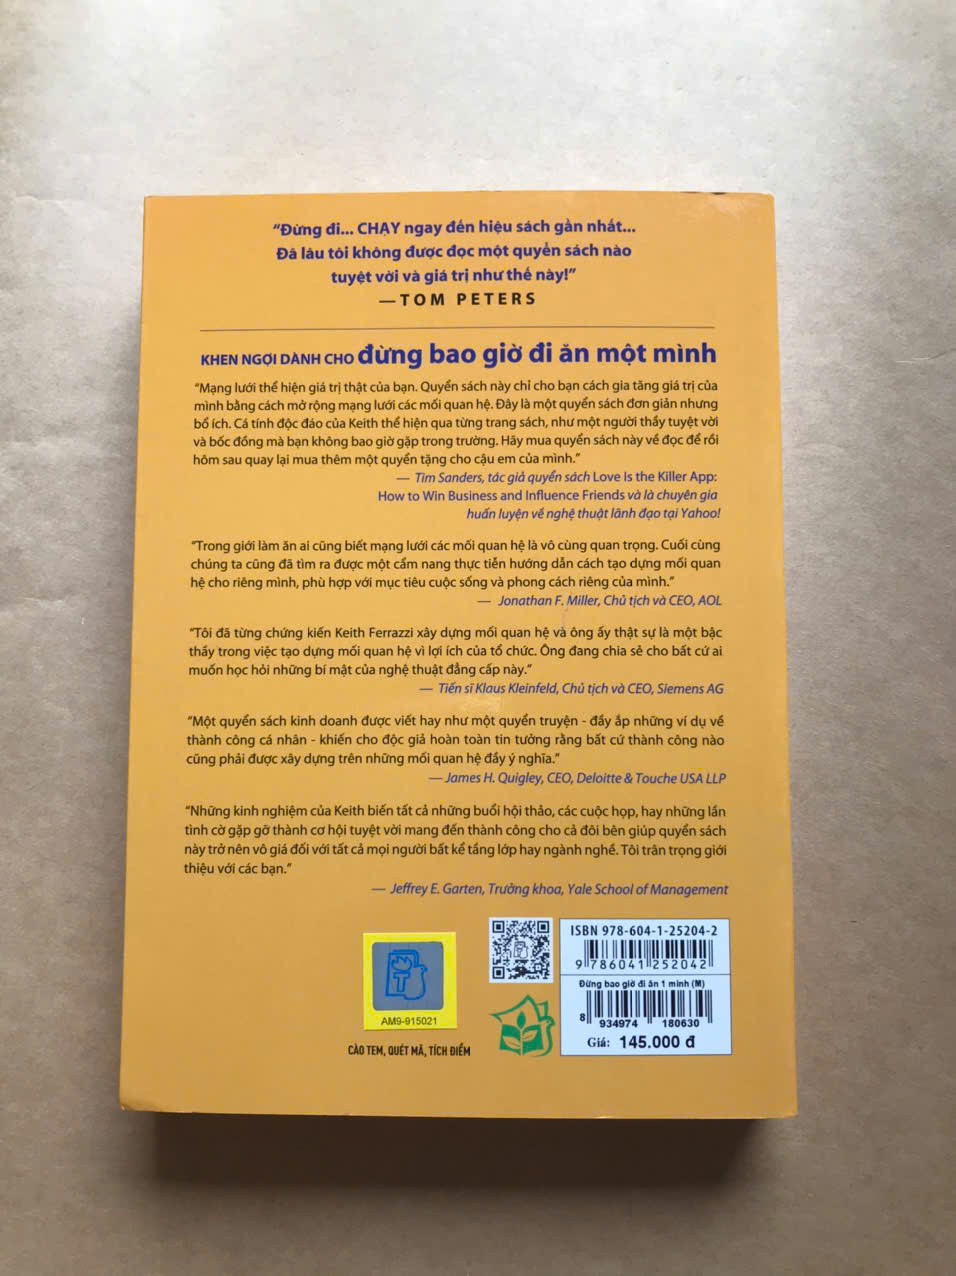 “Đừng đi... CHẠY ngay đến hiệu sách gần nhất...
Đã lâu tôi không được đọc một quyển sách nào
tuyệt vời và giá trị như thế này!”
—TOM PETERS
KHEN NGỢI DÀNH CHO đừng bao giờ đi ăn một mình
“Mạng lưới thể hiện giá trị thật của bạn. Quyển sách này chỉ cho bạn cách gia tăng giá trị của
mình bằng cách mở rộng mạng lưới các mối quan hệ. Đây là một quyển sách đơn giản nhưng
bổ ích. Cá tính độc đáo của Keith thể hiện qua từng trang sách, như một người thầy tuyệt vời
và bốc đồng mà bạn không bao giờ gặp trong trường. Hãy mua quyển sách này về đọc để rồi
hôm sau quay lại mua thêm một quyển tặng cho cậu em của mình.”
— Tim Sanders, tác giả quyển sách Love Is the Killer App:
How to Win Business and Influence Friends và là chuyên gia
huấn luyện về nghệ thuật lãnh đạo tại Yahoo!
“Trong giới làm ăn ai cũng biết mạng lưới các mối quan hệ là vô cùng quan trọng. Cuối cùng
chúng ta cũng đã tìm ra được một cẩm nang thực tiễn hướng dẫn cách tạo dựng mối quan
hệ cho riêng mình, phù hợp với mục tiêu cuộc sống và phong cách riêng của mình.”
— Jonathan F. Miller, Chủ tịch và CEO, AOL
“Tôi đã từng chứng kiến Keith Ferrazzi xây dựng mối quan hệ và ông ấy thật sự là một bậc
thầy trong việc tạo dựng mối quan hệ vì lợi ích của tổ chức. Ông đang chia sẻ cho bất cứ ai
muốn học hỏi những bí mật của nghệ thuật đẳng cấp này.”
— Tiến sĩ Klaus Kleinfeld, Chủ tịch và CEO, Siemens AG
“Một quyển sách kinh doanh được viết hay như một quyển truyện - đầy ắp những ví dụ về
thành công cá nhân - khiến cho độc giả hoàn toàn tin tưởng rằng bất cứ thành công nào
cũng phải được xây dựng trên những mối quan hệ đầy ý nghĩa.”
— James H. Quigley, CEO, Deloitte & Touche USA LLP
“Những kinh nghiệm của Keith biến tất cả những buổi hội thảo, các cuộc họp, hay những lần
tình cờ gặp gỡ thành cơ hội tuyệt vời mang đến thành công cho cả đôi bên giúp quyển sách
này trở nên vô giá đối với tất cả mọi người bất kể tầng lớp hay ngành nghề. Tôi trân trọng giới
thiệu với các bạn.”
— Jeffrey E. Garten, Trưởng khoa, Yale School of Management
T
AM9-915021
CÀO TEM, QUÉT MÃ, TÍCH ĐIỂM
ISBN 978-604-1-25204-2
9 786041 252042
Đừng bao giờ đi ăn 1 mình (M)
8 934974 180630
Giá: 145.000 đ